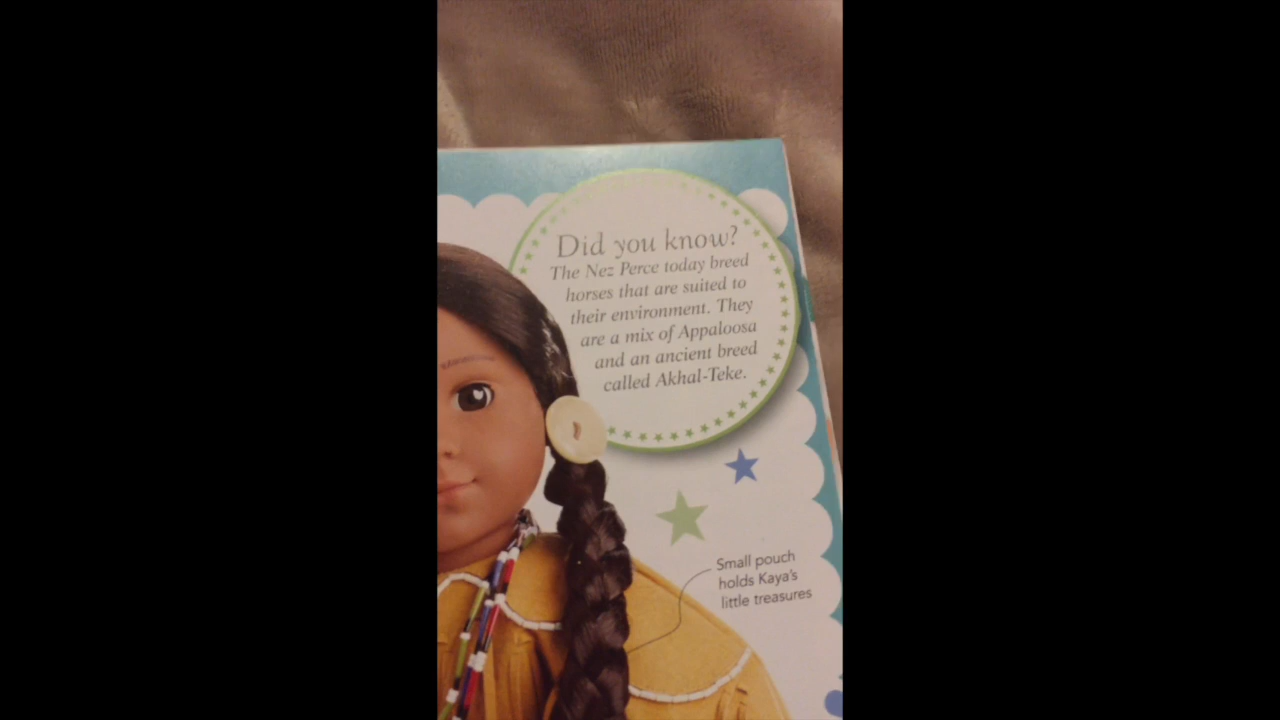 Did you know?
The Nez Perce today breed
horses that are suited to
their environment. They
are a mix of Appaloosa
and an ancient breed
called Akhal-Teke.
Small pouch
holds Kaya's
little treasures